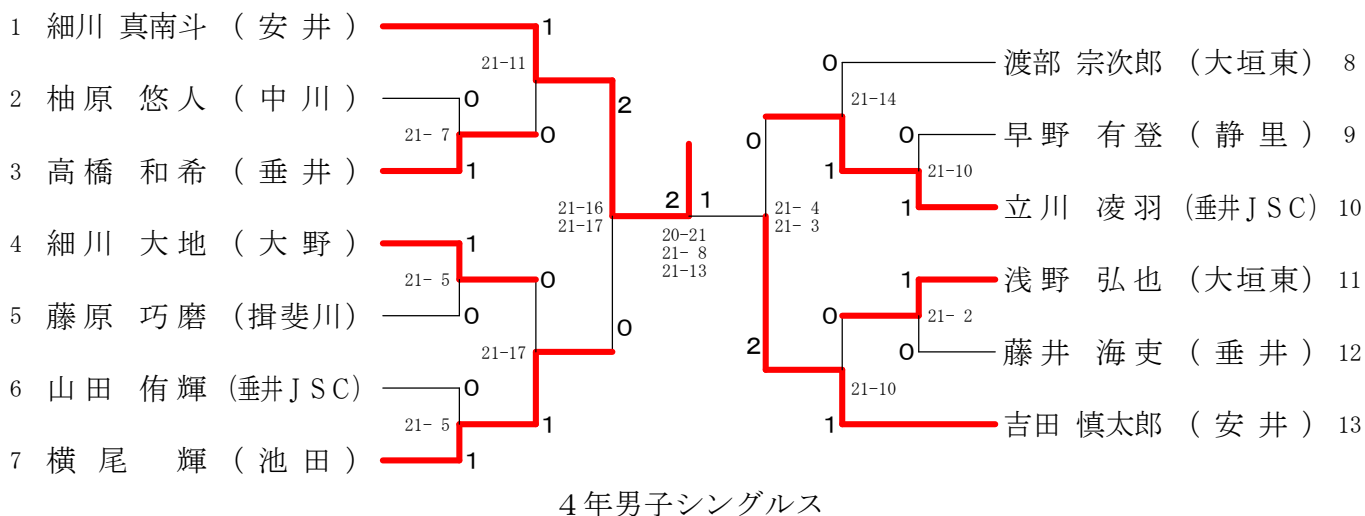 1 細川 真南斗 (安井)
2 柚原 悠人 (中川)
3 高橋 和希 (垂井)
4 細川 大地 (大野)
5 藤原 巧磨 (揖斐川)
6 山田 侑輝 (垂井JSC)
7 横尾 輝 (池田)
1
21-11
0
21- 7
0
1
2
1
21- 5
0
0
21-17
0
21- 5
1
1
21-16
21-17
0
2 1
20-21
21- 8
21-13
0
21- 4
21- 3
2
0
21-14
1
0
21-10
1
1
21- 2
0
0
21-10
1
渡部 宗次郎 (大垣東) 8
早野 有登 (静里) 9
立川 凌羽 (垂井JSC) 10
浅野 弘也 (大垣東) 11
藤井 海吏 (垂井) 12
吉田 慎太郎 (安井) 13
4年男子シングルス